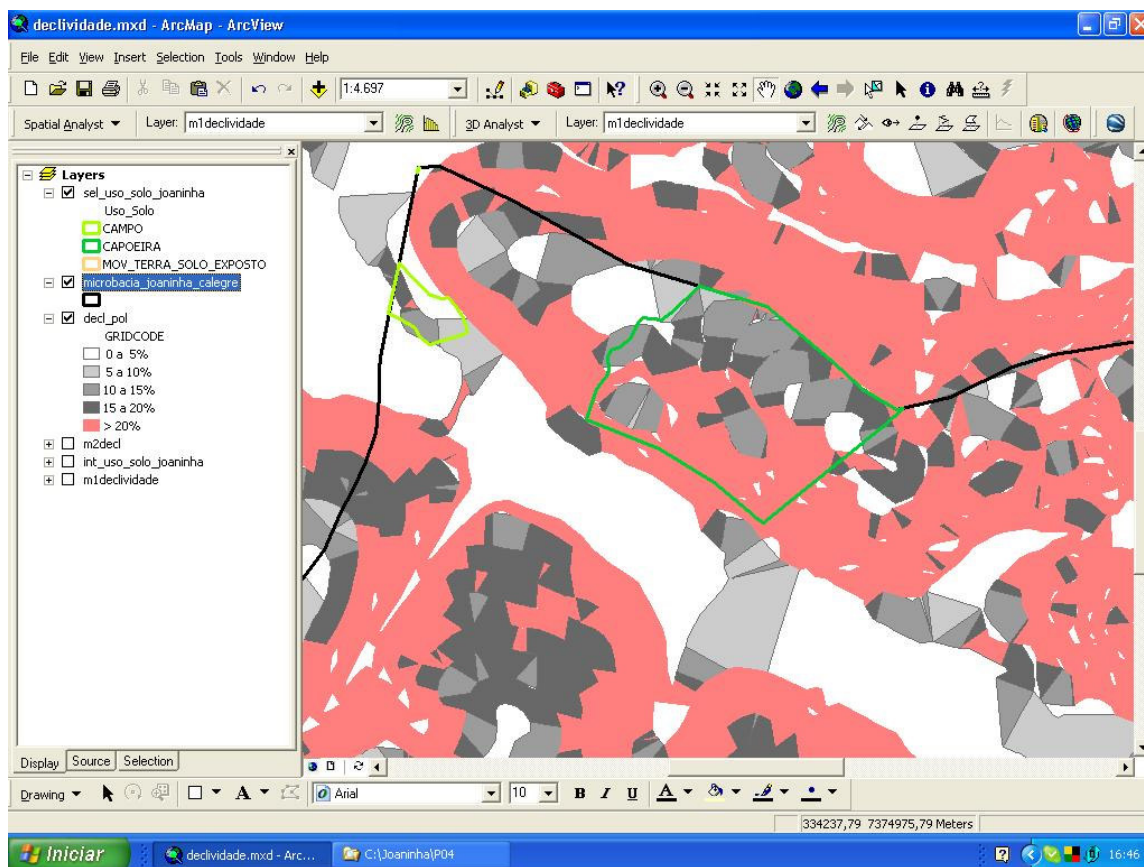 declividade.mxd - ArcMap - ArcView
File Edit View Insert Selection Tools Window Help
1:4.697
Spatial Analyst Layer: m1declividade 3D Analyst Layer: m1declividade
Layers
sel_uso_solo_joaninha
Uso_Solo
CAMPO
CAPOEIRA
MOV_TERRA_SOLO_EXPOSTO
microbacia_joaninha_calegre
decl_pol
GRIDCODE
0 a 5%
5 a 10%
10 a 15%
15 a 20%
> 20%
m2decl
int_uso_solo_joaninha
m1declividade
Display Source Selection
Drawing A Arial 10 B I U A
334237,79 7374975,79 Meters
Iniciar declividade.mxd - Arc... C:\Joaninha\P04 16:46